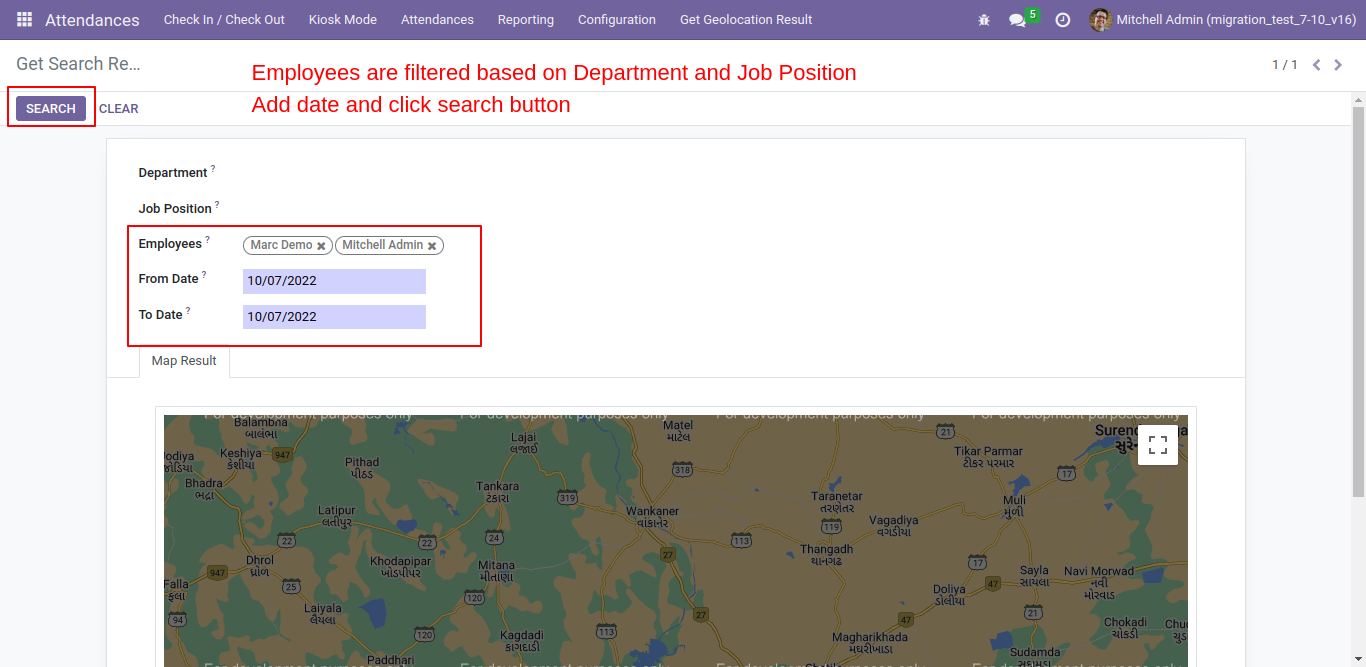 Attendances Check In / Check Out Kiosk Mode Attendances Reporting Configuration Get Geolocation Result 5 Mitchell Admin (migration_test_7-10_v16)
Get Search Re...
Employees are filtered based on Department and Job Position
1 / 1
SEARCH CLEAR
Add date and click search button
Department ?
Job Position ?
Employees ? Marc Demo Mitchell Admin
From Date ? 10/07/2022
To Date ? 10/07/2022
Map Result
For development purposes only For development purposes only For development purposes only For development purposes only
Balambha
બાલંભા
Matel
માટેલ
21
Lajai
લજાઈ
Keshiya
કેશીયા
947
Pithad
પીઠડ
318
Tikar Parmar
ટીકર પરમાર
17
Bhadra
ભદ્રા
Tankara
ટંકારા
319
Taranetar
તરણેતર
Muli
મુળી
Latipur
લતીપુર
Wankaner
વાંકાનેર
119
Vagadiya
વગડીયા
22
22
24
113
Thangadh
થાનગઢ
27
Dhrol
ધ્રોળ
Khodapipar
ખોડપીપર
Mitana
મીતાણા
17
947
25
Sayla
સાયલા
Navi Morwad
નવી
મોરવાડ
Falla
ફલા
120
Doliya
ડોલીયા
47
94
Laiyala
લૈયલા
27
47
21
120
Kagdadi
કાગદાડી
113
Magharikhada
મઘરીખાડા
Chokadi
ચોકડી
Paddhari
Sudamda
સુદામડા
For development purposes only For development purposes only For development purposes only For development purposes only